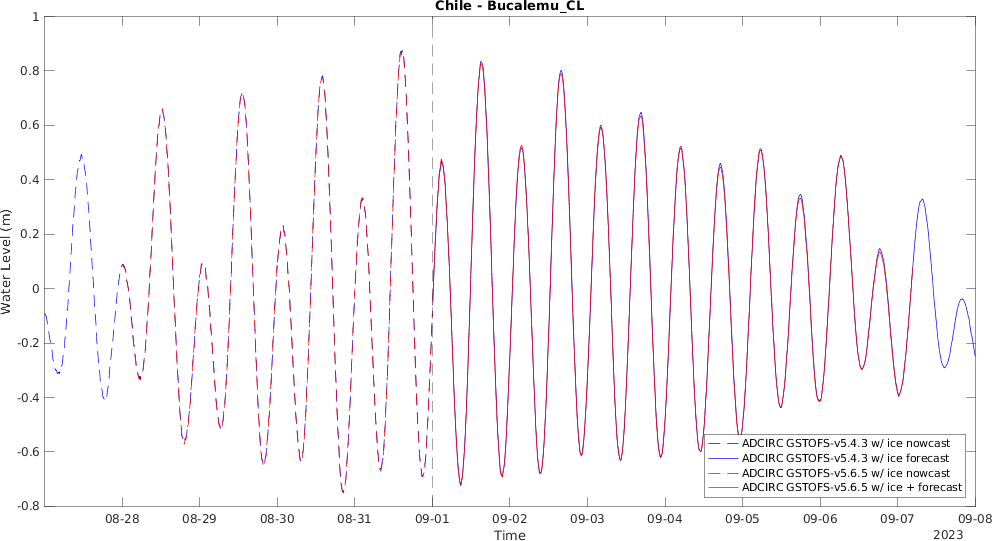 Chile - Bucalemu_CL
1
0.8
0.6
0.4
0.2
0
-0.2
-0.4
-0.6
-0.8
Water Level (m)
ADCIRC GSTOFS-v5.4.3 w/ ice nowcast
ADCIRC GSTOFS-v5.4.3 w/ ice forecast
ADCIRC GSTOFS-v5.6.5 w/ ice nowcast
ADCIRC GSTOFS-v5.6.5 w/ ice + forecast
08-28 08-29 08-30 08-31 09-01 09-02 09-03 09-04 09-05 09-06 09-07 09-08
Time
2023